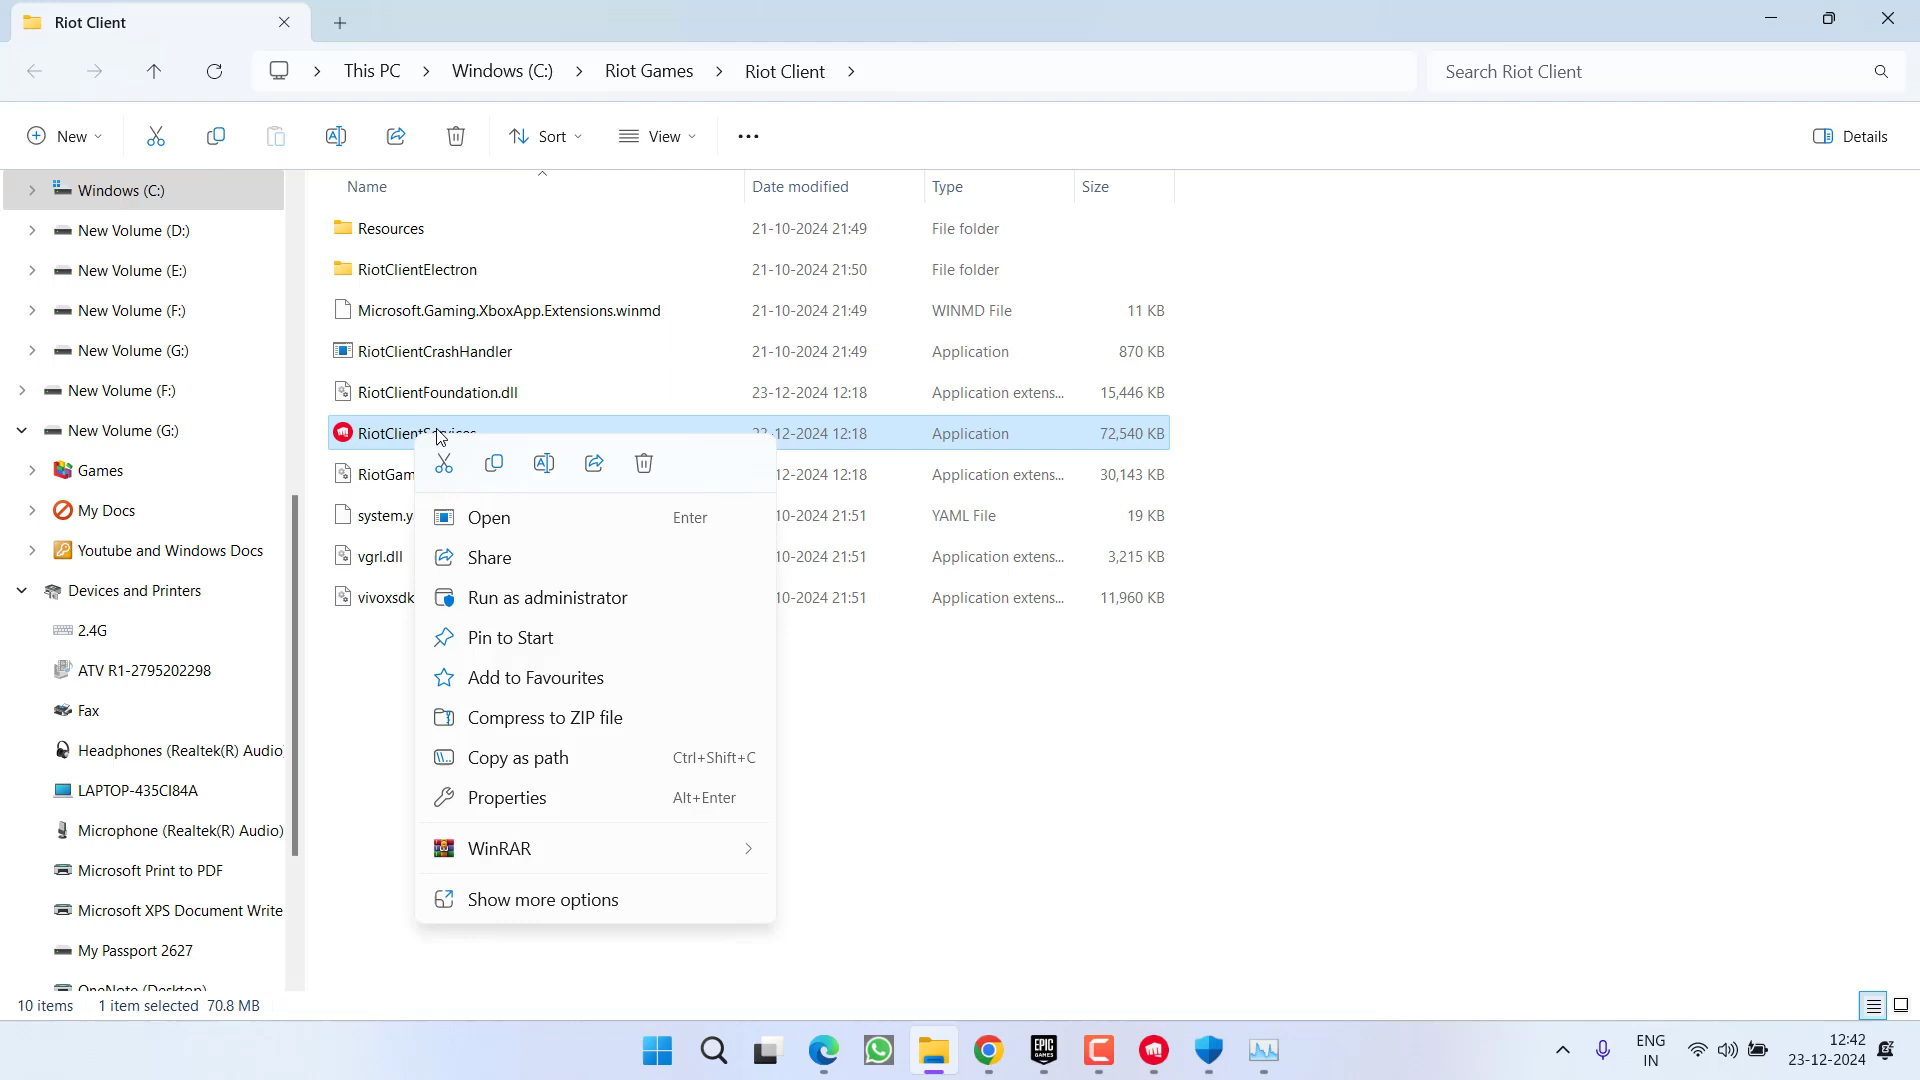 Riot Client
This PC > Windows (C:) > Riot Games > Riot Client >
Search Riot Client
New
Sort
View
Details
Windows (C:)
New Volume (D:)
New Volume (E:)
New Volume (F:)
New Volume (G:)
New Volume (F:)
New Volume (G:)
Games
My Docs
Youtube and Windows Docs
Devices and Printers
2.4G
ATV R1-2795202298
Fax
Headphones (Realtek(R) Audio)
LAPTOP-435CI84A
Microphone (Realtek(R) Audio)
Microsoft Print to PDF
Microsoft XPS Document Write
My Passport 2627
OneNote (Desktop)
Name Date modified Type Size
Resources 21-10-2024 21:49 File folder
RiotClientElectron 21-10-2024 21:50 File folder
Microsoft.Gaming.XboxApp.Extensions.winmd 21-10-2024 21:49 WINMD File 11 KB
RiotClientCrashHandler 21-10-2024 21:49 Application 870 KB
RiotClientFoundation.dll 23-12-2024 12:18 Application extens... 15,446 KB
RiotClientServices 23-12-2024 12:18 Application 72,540 KB
RiotGam 12-2024 12:18 Application extens... 30,143 KB
system.y 10-2024 21:51 YAML File 19 KB
vgrl.dll 10-2024 21:51 Application extens... 3,215 KB
vivoxsdk 10-2024 21:51 Application extens... 11,960 KB
Open Enter
Share
Run as administrator
Pin to Start
Add to Favourites
Compress to ZIP file
Copy as path Ctrl+Shift+C
Properties Alt+Enter
WinRAR
Show more options
10 items 1 item selected 70.8 MB
EPIC GAMES
ENG
IN
12:42
23-12-2024